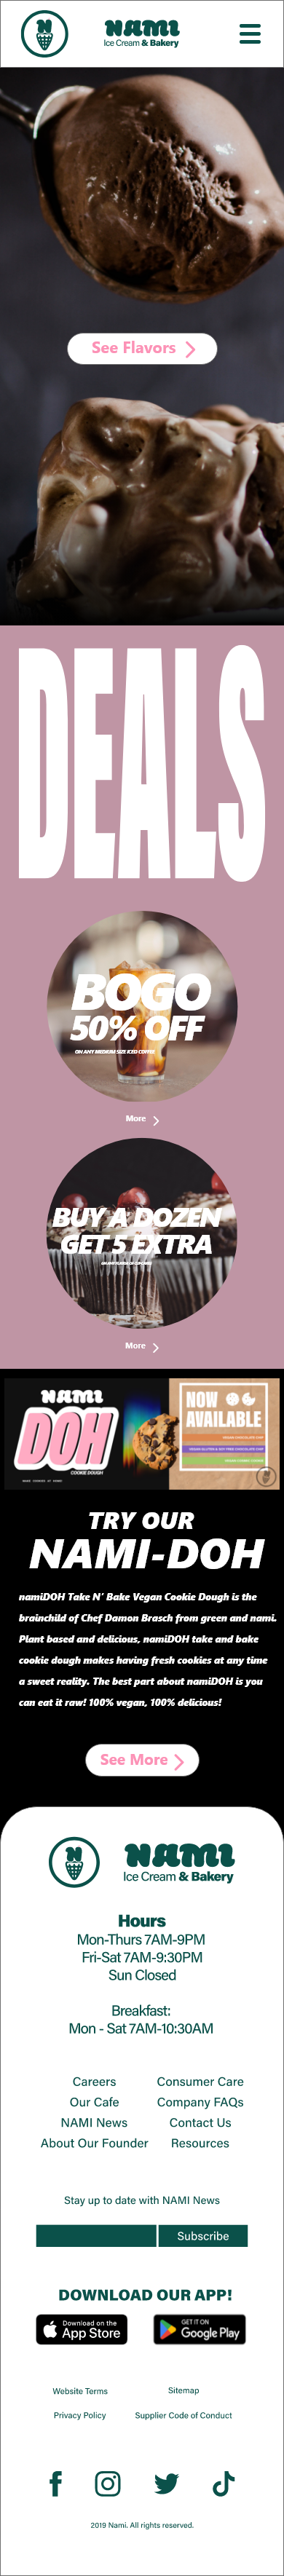 NAMI
Ice Cream & Bakery
See Flavors
DEALS
BOGO
50% OFF
ON ANY MEDIUM SIZE ICED COFFEE
More
BUY A DOZEN
GET 5 EXTRA
More
NAMI
DOH
COOKIE DOUGH
NOW
AVAILABLE
TRY OUR
NAMI-DOH
namiDOH Take N' Bake Vegan Cookie Dough is the
brainchild of Chef Damon Brasch from green and nami.
Plant based and delicious, namiDOH take and bake
cookie dough makes having fresh cookies at any time
a sweet reality. The best part about namiDOH is you
can eat it raw! 100% vegan, 100% delicious!
See More
NAMI
Ice Cream & Bakery
Hours
Mon-Thurs 7AM-9PM
Fri-Sat 7AM-9:30PM
Sun Closed
Breakfast:
Mon - Sat 7AM-10:30AM
Careers
Consumer Care
Our Cafe
Company FAQs
NAMI News
Contact Us
About Our Founder
Resources
Stay up to date with NAMI News
Subscribe
DOWNLOAD OUR APP!
Download on the
App Store
GET IT ON
Google Play
Website Terms
Sitemap
Privacy Policy
Supplier Code of Conduct
2019 Nami. All rights reserved.